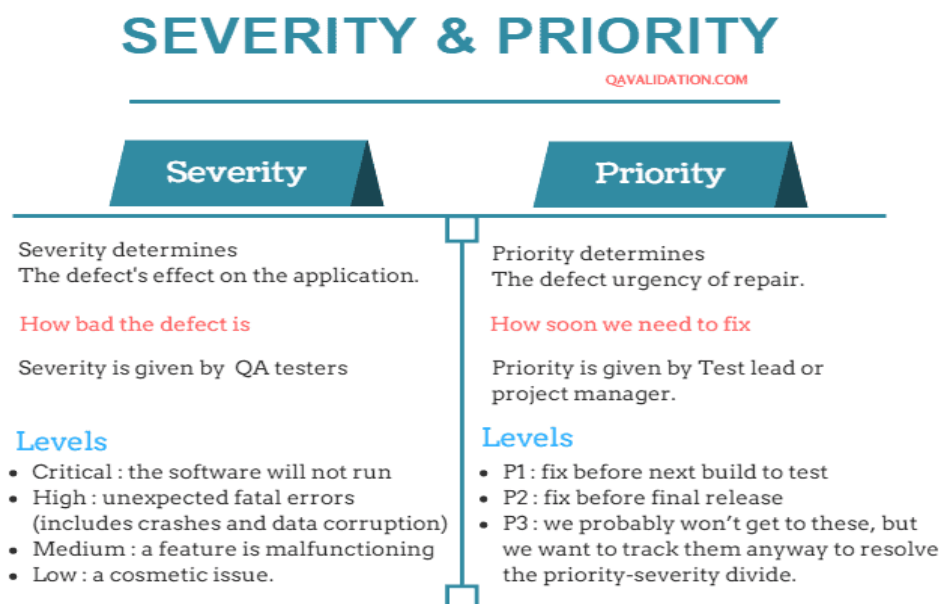 SEVERITY & PRIORITY
QAVALIDATION.COM
Severity
Severity determines
The defect's effect on the application.
How bad the defect is
Severity is given by QA testers
Levels
• Critical : the software will not run
• High : unexpected fatal errors
(includes crashes and data corruption)
• Medium : a feature is malfunctioning
• Low : a cosmetic issue.
Priority
Priority determines
The defect urgency of repair.
How soon we need to fix
Priority is given by Test lead or
project manager.
Levels
• P1 : fix before next build to test
• P2 : fix before final release
• P3 : we probably won’t get to these, but
we want to track them anyway to resolve
the priority-severity divide.